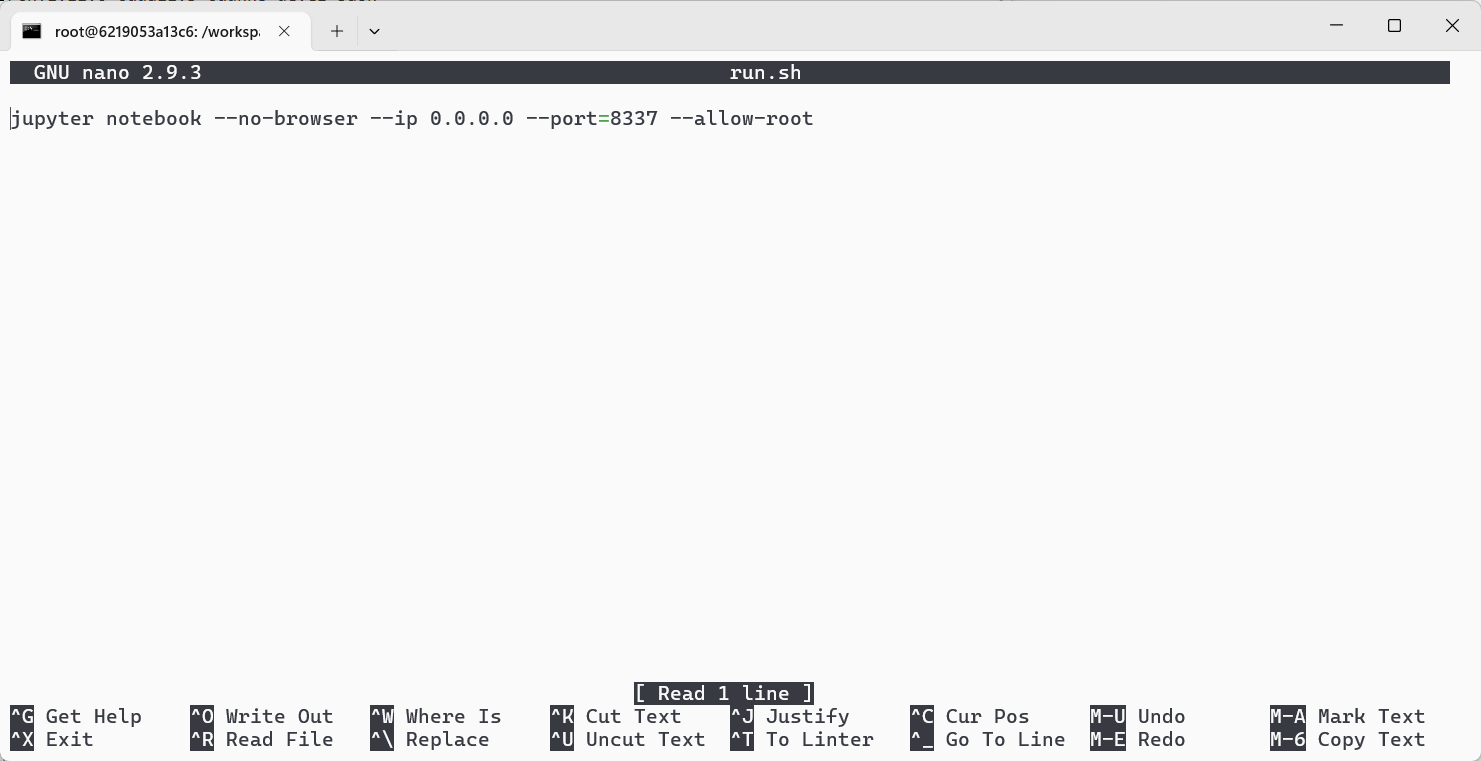 root@6219053a13c6: /workspa
GNU nano 2.9.3 run.sh
jupyter notebook --no-browser --ip 0.0.0.0 --port=8337 --allow-root
[ Read 1 line ]
^G Get Help ^O Write Out ^W Where Is ^K Cut Text ^J Justify ^C Cur Pos M-U Undo M-A Mark Text
^X Exit ^R Read File ^\ Replace ^U Uncut Text ^T To Linter ^_ Go To Line M-E Redo M-6 Copy Text